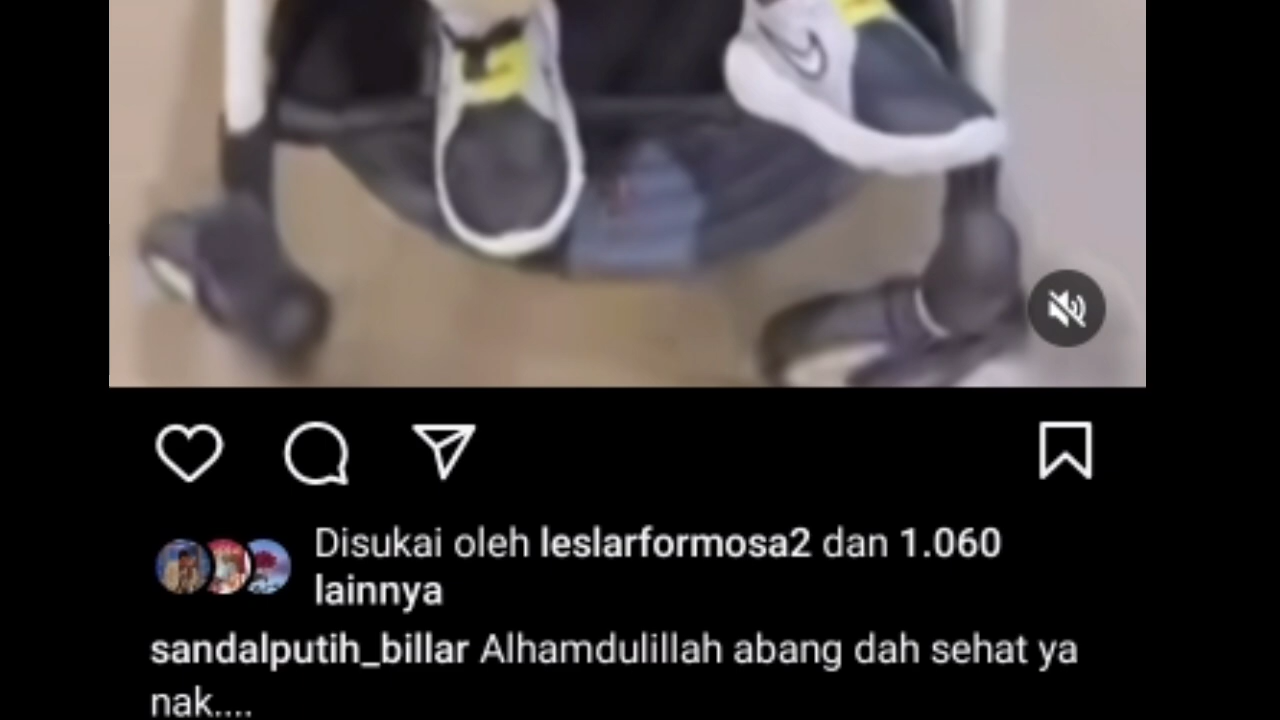 Disukai oleh leslarformosa2 dan 1.060
lainnya
sandalputih_billar Alhamdulillah abang dah sehat ya
nak....